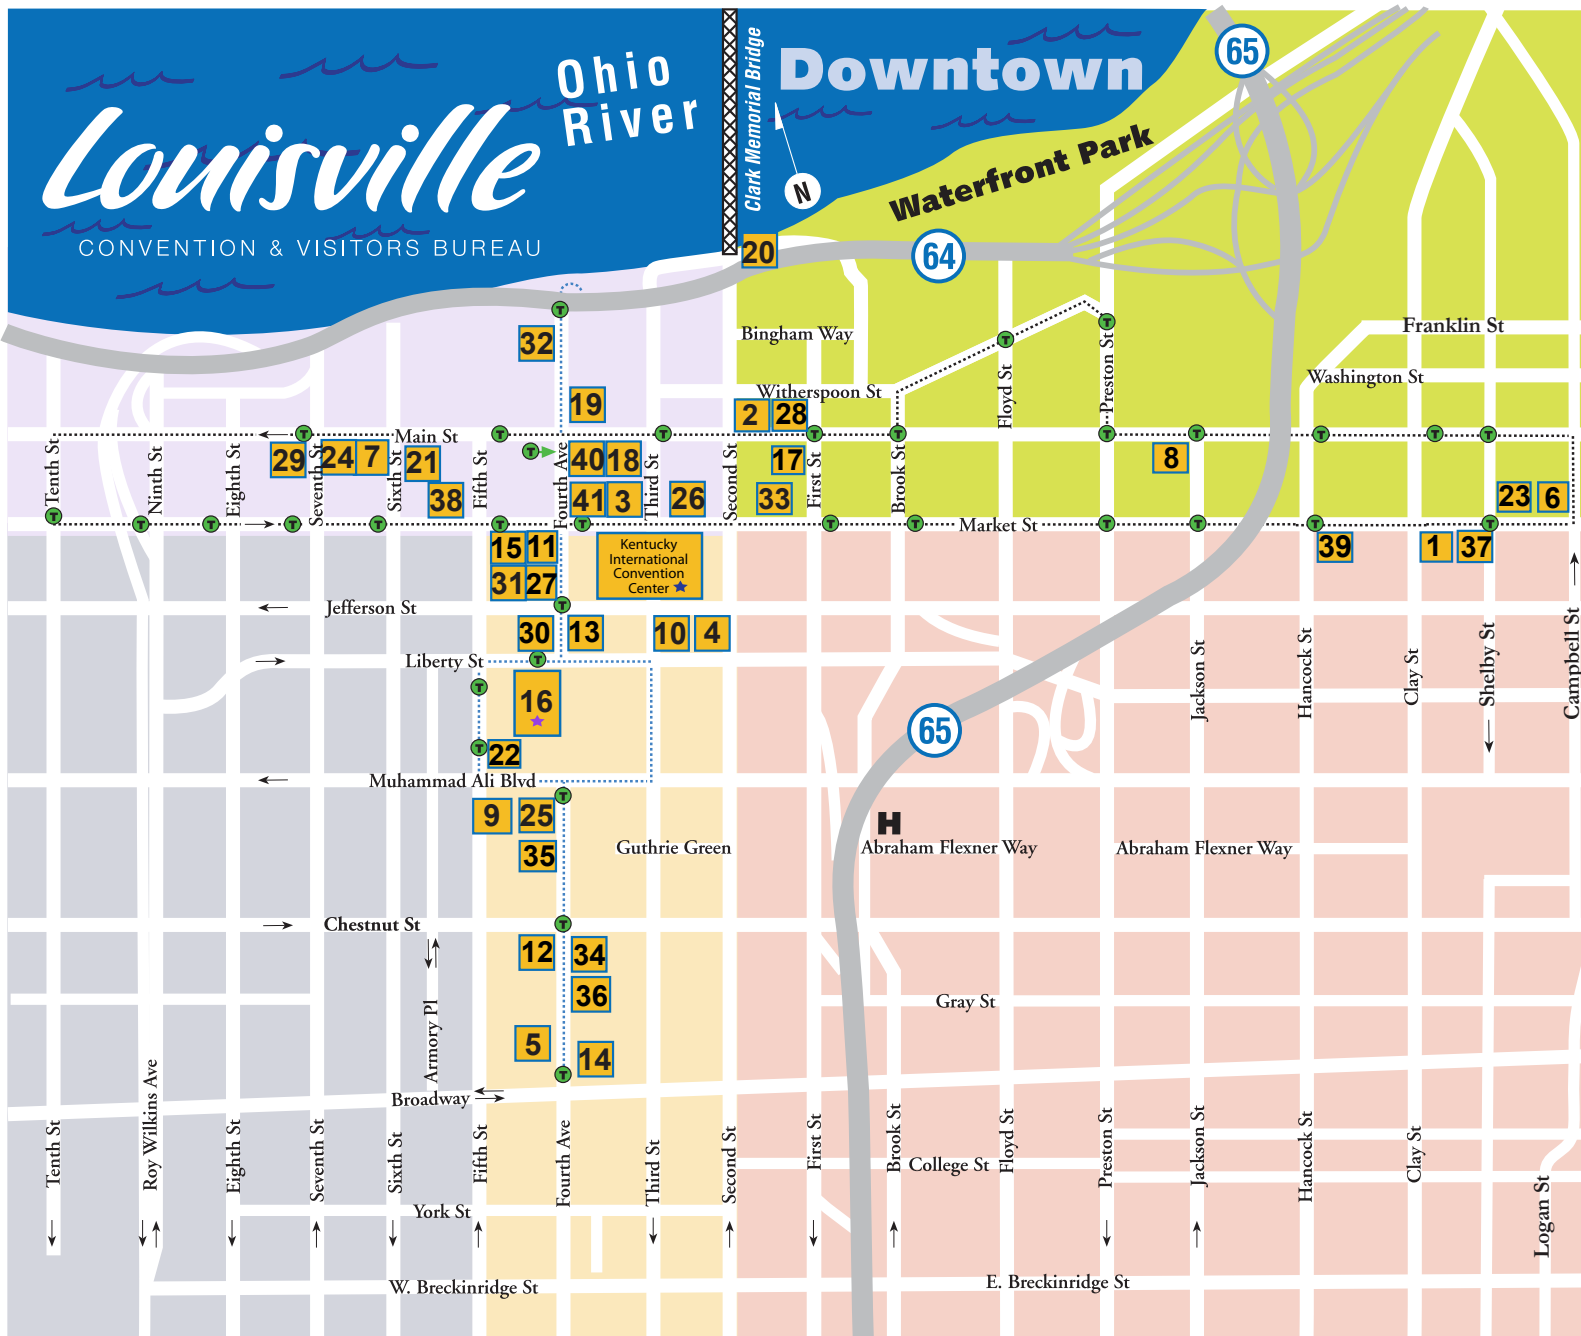 Louisville
CONVENTION & VISITORS BUREAU
Ohio
River
Clark Memorial Bridge
Downtown
N
Waterfront Park
65
64
20
Bingham Way
Franklin St
32
Witherspoon St
Washington St
Floyd St
Preston St
19
2
28
Main St
T
T
T
T
T
T
T
T
T
T
T
T
T
T
Tenth St
Ninth St
Eighth St
29
Seventh St
24
7
Sixth St
21
38
Fifth St
Fourth Ave
40
18
41
3
Third St
26
Second St
17
33
First St
Brook St
8
23
6
Market St
T
T
T
T
T
T
T
T
T
T
T
T
T
15
11
31
27
Kentucky
International
Convention
Center
39
1
37
Jefferson St
T
30
13
10
4
Liberty St
T
T
16
T
22
Jackson St
Hancock St
Clay St
Shelby St
Campbell St
65
Muhammad Ali Blvd
T
9
25
35
Guthrie Green
H
Abraham Flexner Way
Abraham Flexner Way
Chestnut St
T
12
34
36
Gray St
Armory Pl
5
14
T
Broadway
Tenth St
Roy Wilkins Ave
Eighth St
Seventh St
Sixth St
Fifth St
Fourth Ave
Third St
Second St
First St
Brook St
College St
Floyd St
Preston St
Jackson St
Hancock St
Clay St
Logan St
York St
W. Breckinridge St
E. Breckinridge St